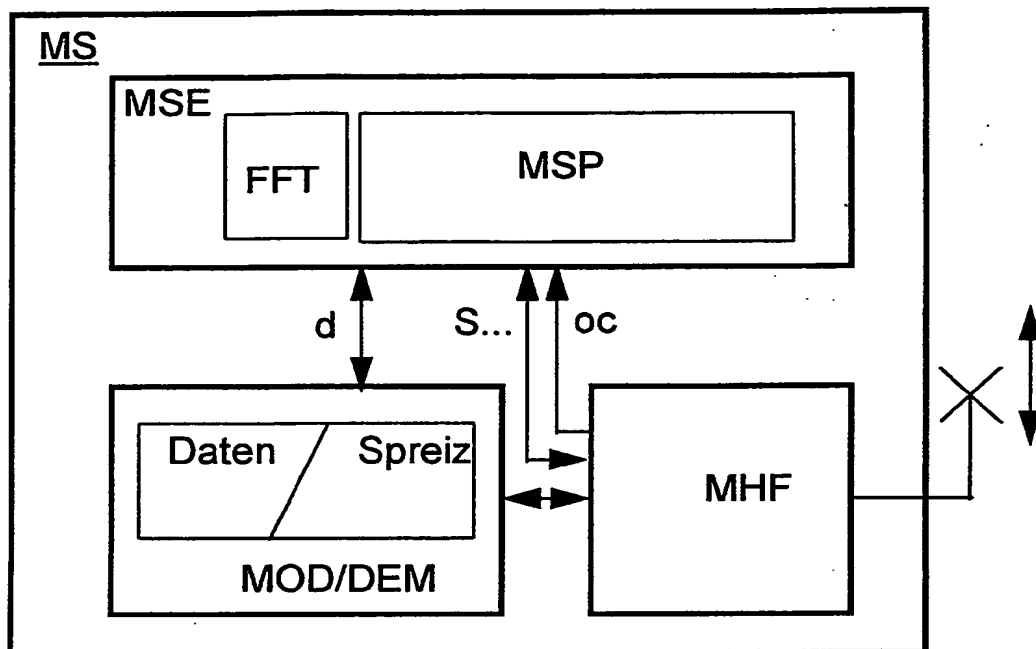 MS
MSE
FFT
MSP
d
S...
oc
Daten
Spreiz
MHF
MOD/DEM